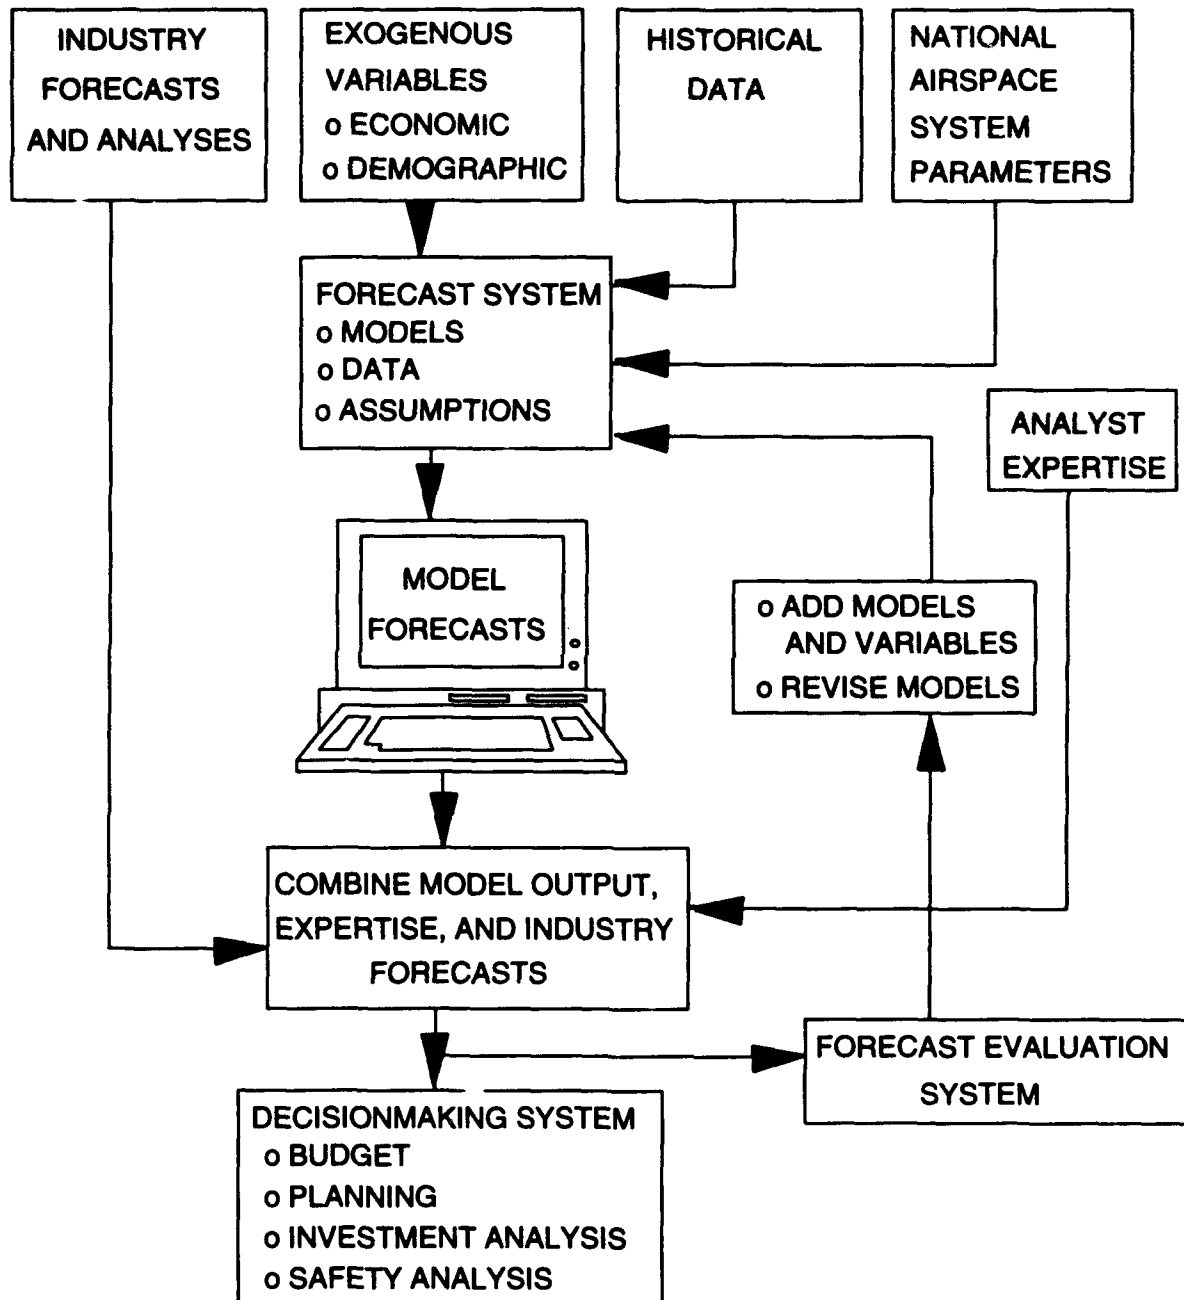 INDUSTRY
FORECASTS
AND ANALYSES
EXOGENOUS
VARIABLES
o ECONOMIC
o DEMOGRAPHIC
HISTORICAL
DATA
NATIONAL
AIRSPACE
SYSTEM
PARAMETERS
FORECAST SYSTEM
o MODELS
o DATA
o ASSUMPTIONS
ANALYST
EXPERTISE
MODEL
FORECASTS
o ADD MODELS
AND VARIABLES
o REVISE MODELS
COMBINE MODEL OUTPUT,
EXPERTISE, AND INDUSTRY
FORECASTS
FORECAST EVALUATION
SYSTEM
DECISIONMAKING SYSTEM
o BUDGET
o PLANNING
o INVESTMENT ANALYSIS
o SAFETY ANALYSIS